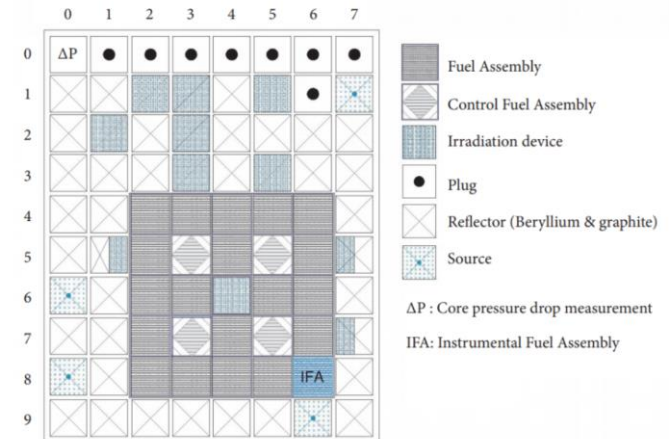 0 1 2 3 4 5 6 7
0 ΔP
1
2
3
4
5
6
7
8 IFA
9
Fuel Assembly
Control Fuel Assembly
Irradiation device
Plug
Reflector (Beryllium & graphite)
Source
ΔP : Core pressure drop measurement
IFA: Instrumental Fuel Assembly